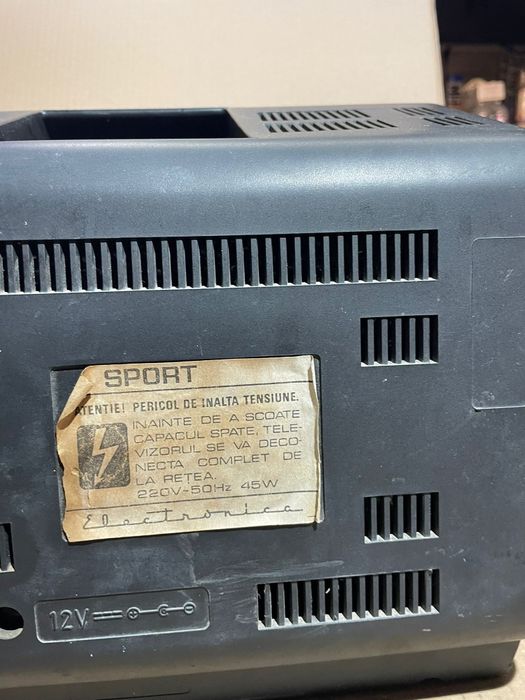 SPORT
ATENTIE! PERICOL DE INALTA TENSIUNE.
INAINTE DE A SCOATE
CAPACUL SPATE, TELE-
VIZORUL SE VA DECO-
NECTA COMPLET DE
LA RETEA.
220V-50Hz 45W
Electronica
12V